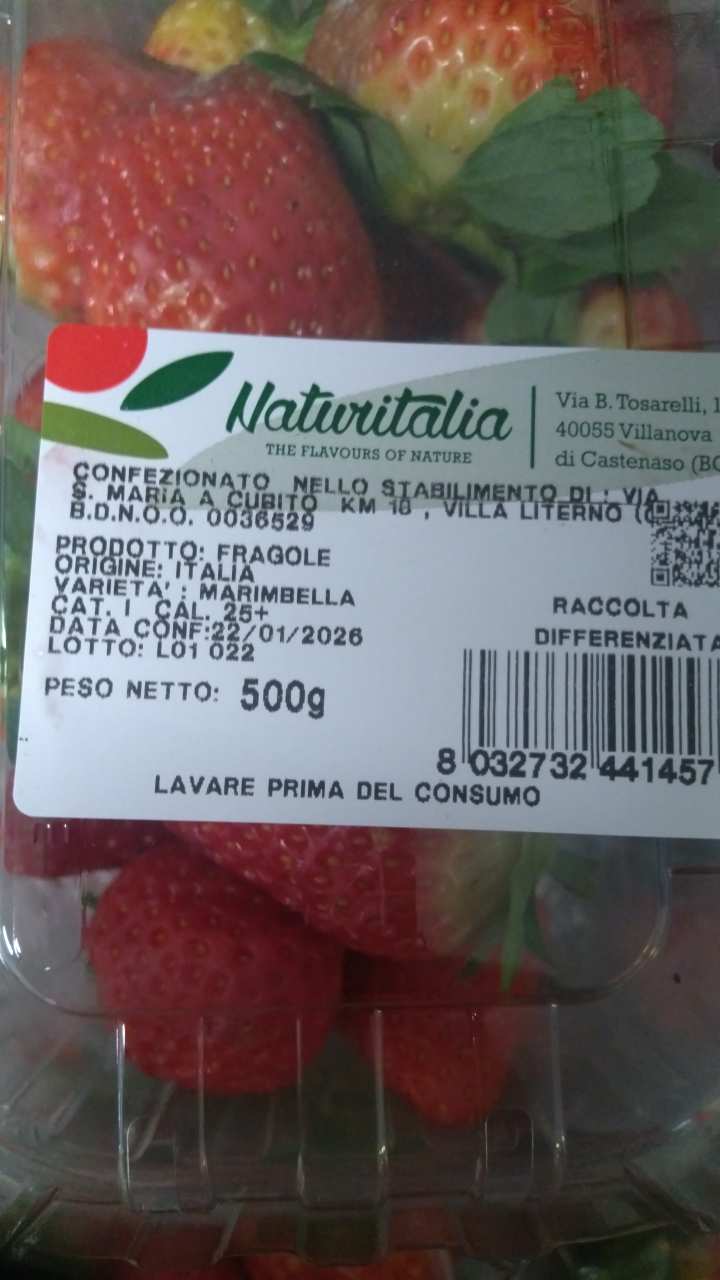 Naturitalia
THE FLAVOURS OF NATURE
Via B. Tosarelli,
40055 Villanova
di Castenaso (BO
CONFEZIONATO NELLO STABILIMENTO DI : VIA
S. MARIA A CUBITO KM 18 , VILLA LITERNO
B.D.N.O.O. 0036529
PRODOTTO: FRAGOLE
ORIGINE: ITALIA
VARIETA' : MARIMBELLA
CAT. I CAL. 25+
DATA CONF:22/01/2026
LOTTO: L01 022
PESO NETTO: 500g
RACCOLTA
DIFFERENZIATA
8 032732 441457
LAVARE PRIMA DEL CONSUMO